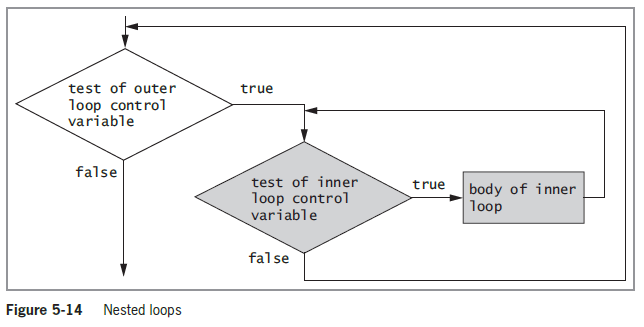 test of outer
loop control
variable
true
false
test of inner
loop control
variable
true
body of inner
loop
false
Figure 5-14 Nested loops